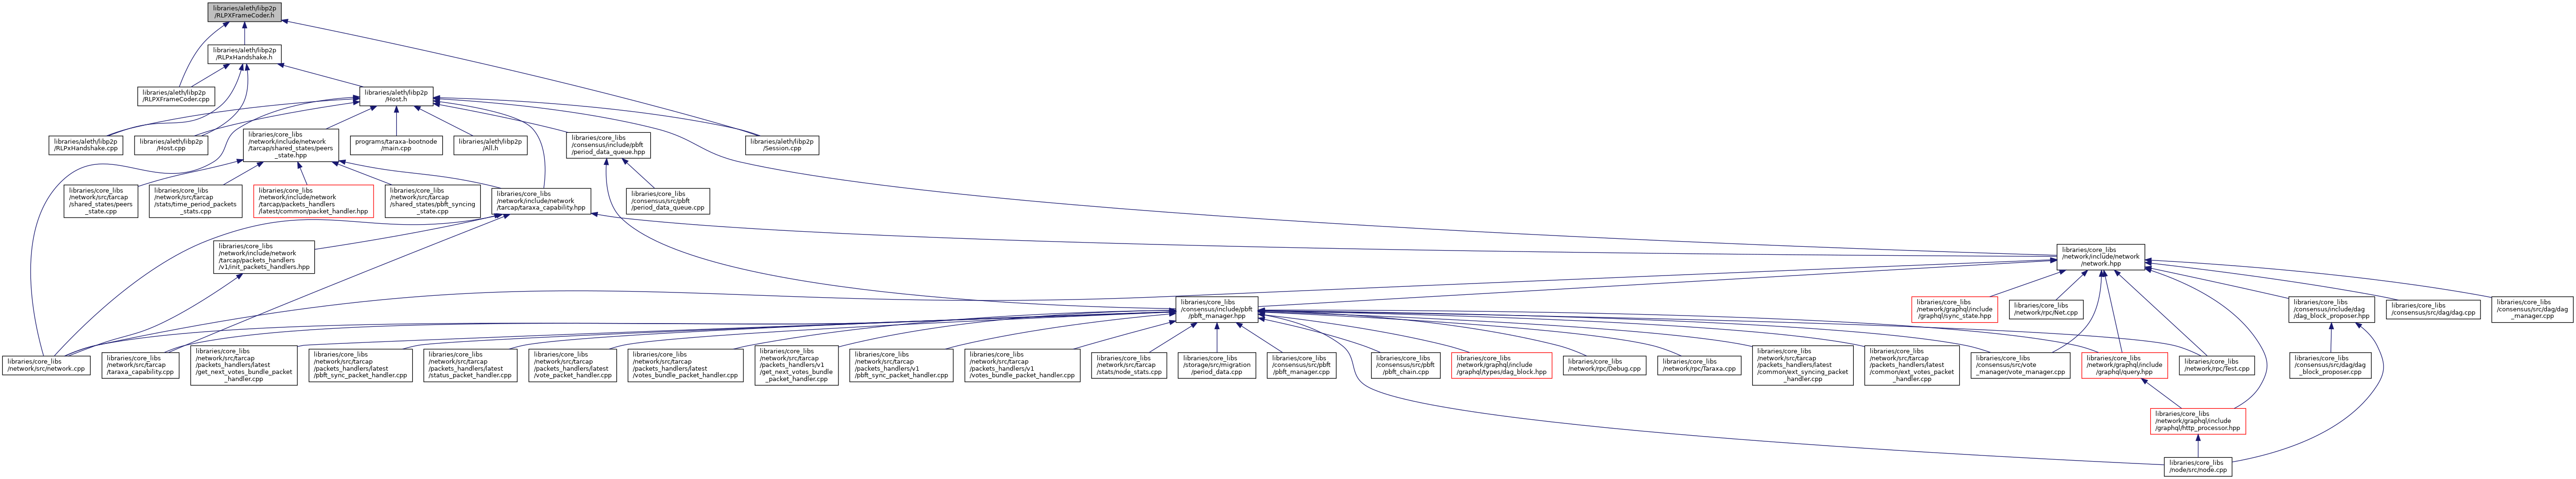 libraries/aleth/libp2p
/RLPXFrameCoder.h
libraries/aleth/libp2p
/RLPxHandshake.h
libraries/aleth/libp2p
/RLPXFrameCoder.cpp
libraries/aleth/libp2p
/Host.h
libraries/aleth/libp2p
/RLPxHandshake.cpp
libraries/aleth/libp2p
/Host.cpp
libraries/core_libs
/network/include/network
/tarcap/shared_states/peers
_state.hpp
programs/taraxa-bootnode
/main.cpp
libraries/aleth/libp2p
/All.h
libraries/core_libs
/consensus/include/pbft
/period_data_queue.hpp
libraries/aleth/libp2p
/Session.cpp
libraries/core_libs
/network/src/tarcap
/shared_states/peers
_state.cpp
libraries/core_libs
/network/src/tarcap
/stats/time_period_packets
_stats.cpp
libraries/core_libs
/network/include/network
/tarcap/packets_handlers
/latest/common/packet_handler.hpp
libraries/core_libs
/network/src/tarcap
/shared_states/pbft_syncing
_state.cpp
libraries/core_libs
/network/include/network
/tarcap/taraxa_capability.hpp
libraries/core_libs
/consensus/src/pbft
/period_data_queue.cpp
libraries/core_libs
/network/include/network
/tarcap/packets_handlers
/v1/init_packets_handlers.hpp
libraries/core_libs
/network/include/network
/network.hpp
libraries/core_libs
/consensus/include/pbft
/pbft_manager.hpp
libraries/core_libs
/network/graphql/include
/graphql/sync_state.hpp
libraries/core_libs
/network/rpc/Net.cpp
libraries/core_libs
/consensus/include/dag
/dag_block_proposer.hpp
libraries/core_libs
/consensus/src/dag/dag.cpp
libraries/core_libs
/consensus/src/dag/dag
_manager.cpp
libraries/core_libs
/network/src/network.cpp
libraries/core_libs
/network/src/tarcap
/taraxa_capability.cpp
libraries/core_libs
/network/src/tarcap
/packets_handlers/latest
/get_next_votes_bundle_packet
_handler.cpp
libraries/core_libs
/network/src/tarcap
/packets_handlers/latest
/pbft_sync_packet_handler.cpp
libraries/core_libs
/network/src/tarcap
/packets_handlers/latest
/status_packet_handler.cpp
libraries/core_libs
/network/src/tarcap
/packets_handlers/latest
/vote_packet_handler.cpp
libraries/core_libs
/network/src/tarcap
/packets_handlers/latest
/votes_bundle_packet_handler.cpp
libraries/core_libs
/network/src/tarcap
/packets_handlers/v1
/get_next_votes_bundle
_packet_handler.cpp
libraries/core_libs
/network/src/tarcap
/packets_handlers/v1
/pbft_sync_packet_handler.cpp
libraries/core_libs
/network/src/tarcap
/packets_handlers/v1
/votes_bundle_packet_handler.cpp
libraries/core_libs
/network/src/tarcap
/stats/node_stats.cpp
libraries/core_libs
/storage/src/migration
/period_data.cpp
libraries/core_libs
/consensus/src/pbft
/pbft_manager.cpp
libraries/core_libs
/consensus/src/pbft
/pbft_chain.cpp
libraries/core_libs
/network/graphql/include
/graphql/types/dag_block.hpp
libraries/core_libs
/network/rpc/Debug.cpp
libraries/core_libs
/network/rpc/Taraxa.cpp
libraries/core_libs
/network/src/tarcap
/packets_handlers/latest
/common/ext_syncing_packet
_handler.cpp
libraries/core_libs
/network/src/tarcap
/packets_handlers/latest
/common/ext_votes_packet
_handler.cpp
libraries/core_libs
/consensus/src/vote
_manager/vote_manager.cpp
libraries/core_libs
/network/graphql/include
/graphql/query.hpp
libraries/core_libs
/network/rpc/Test.cpp
libraries/core_libs
/consensus/src/dag/dag
_block_proposer.cpp
libraries/core_libs
/network/graphql/include
/graphql/http_processor.hpp
libraries/core_libs
/node/src/node.cpp